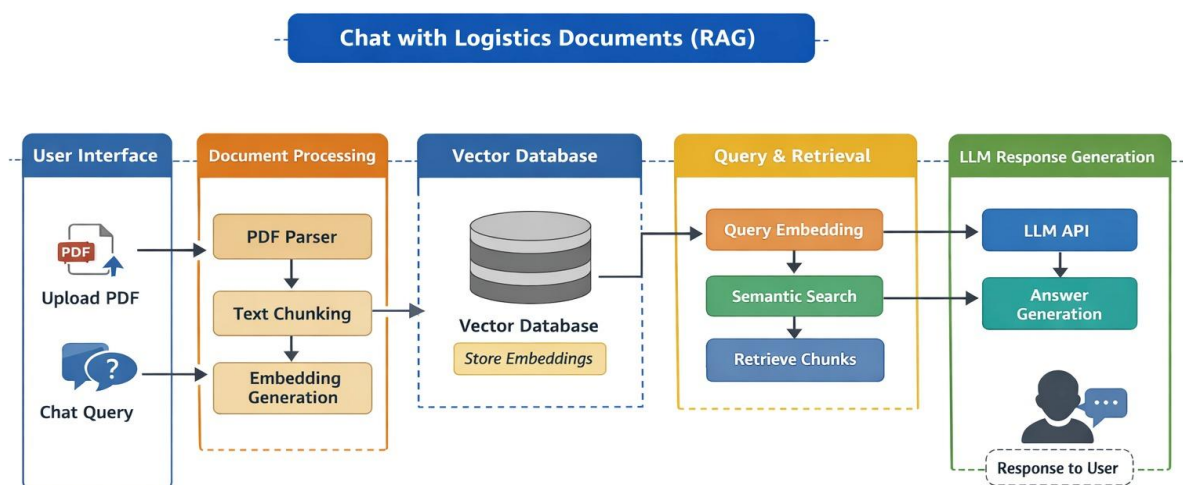 Chat with Logistics Documents (RAG)
User Interface
PDF
Upload PDF
?
Chat Query
Document Processing
PDF Parser
Text Chunking
Embedding
Generation
Vector Database
Vector Database
Store Embeddings
Query & Retrieval
Query Embedding
Semantic Search
Retrieve Chunks
LLM Response Generation
LLM API
Answer
Generation
Response to User